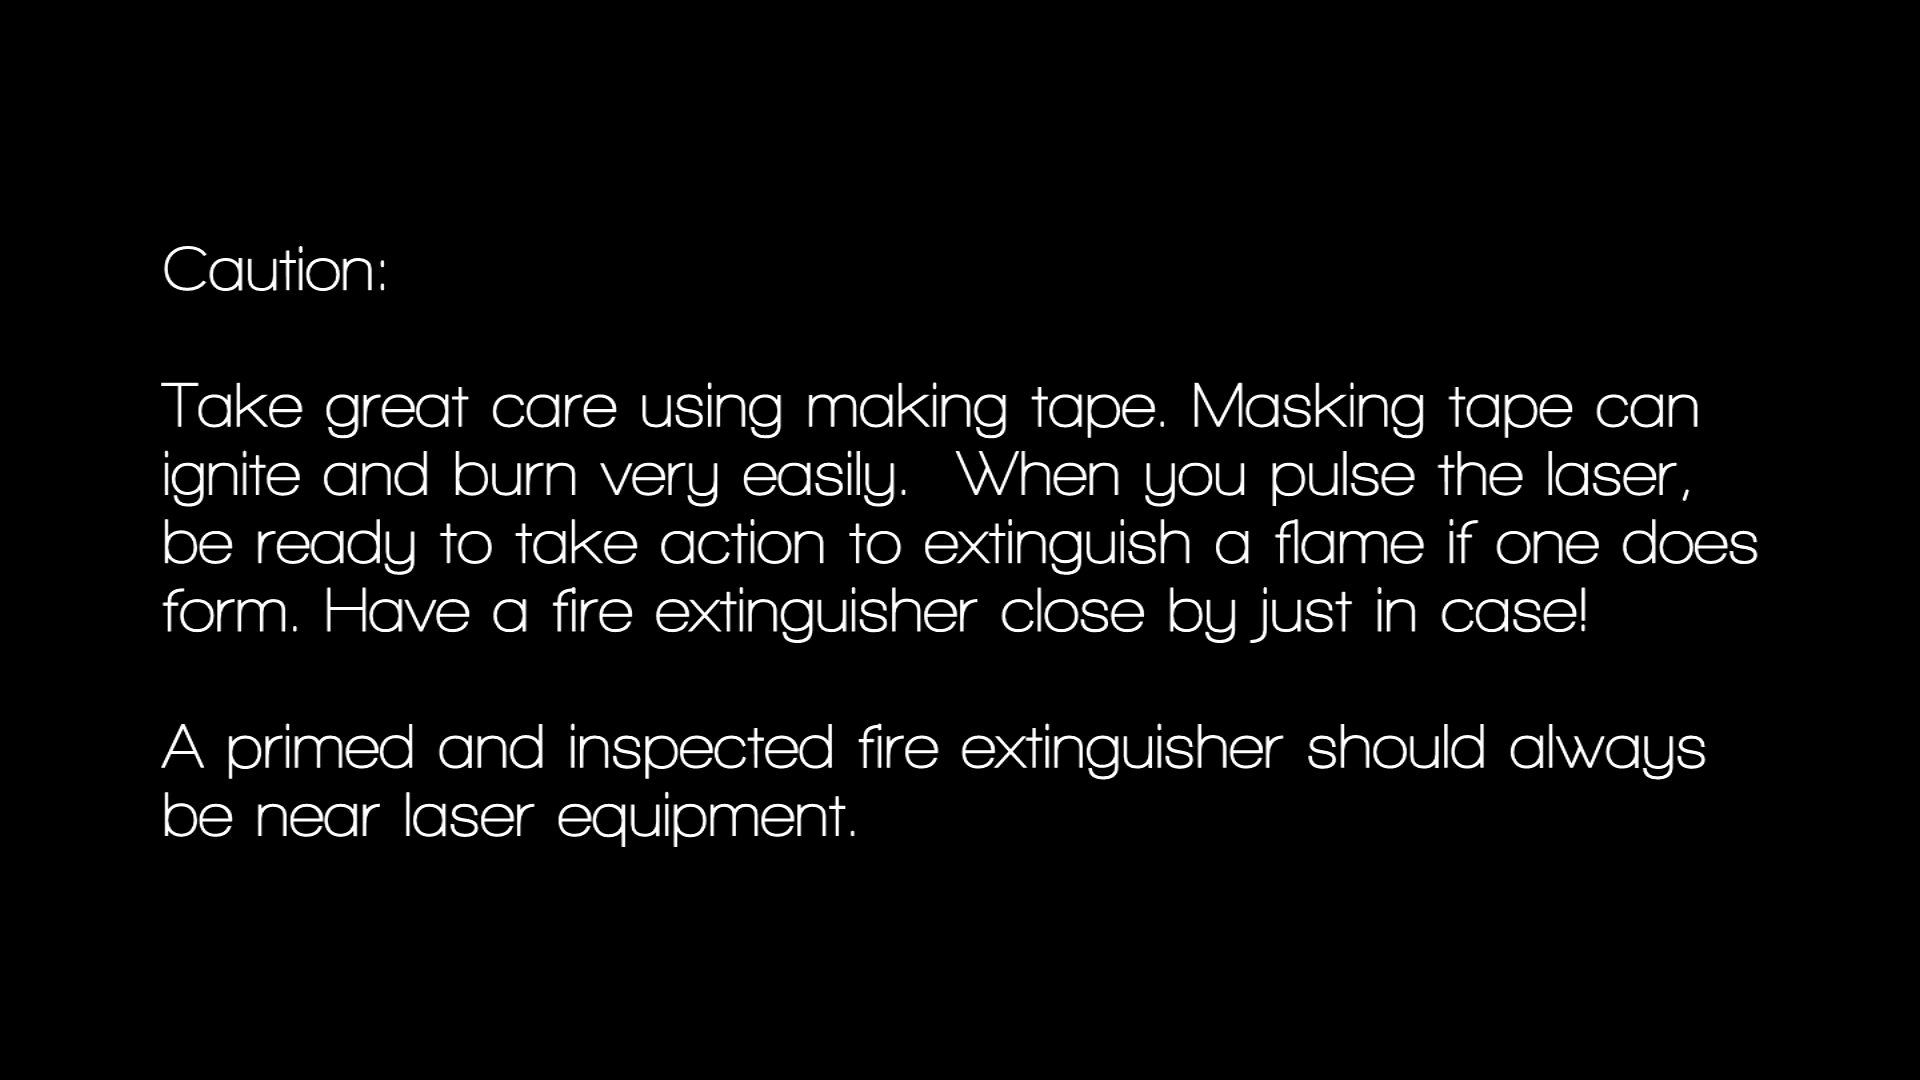 Caution:
Take great care using making tape. Masking tape can
ignite and burn very easily.  When you pulse the laser,
be ready to take action to extinguish a flame if one does
form. Have a fire extinguisher close by just in case!
A primed and inspected fire extinguisher should always
be near laser equipment.